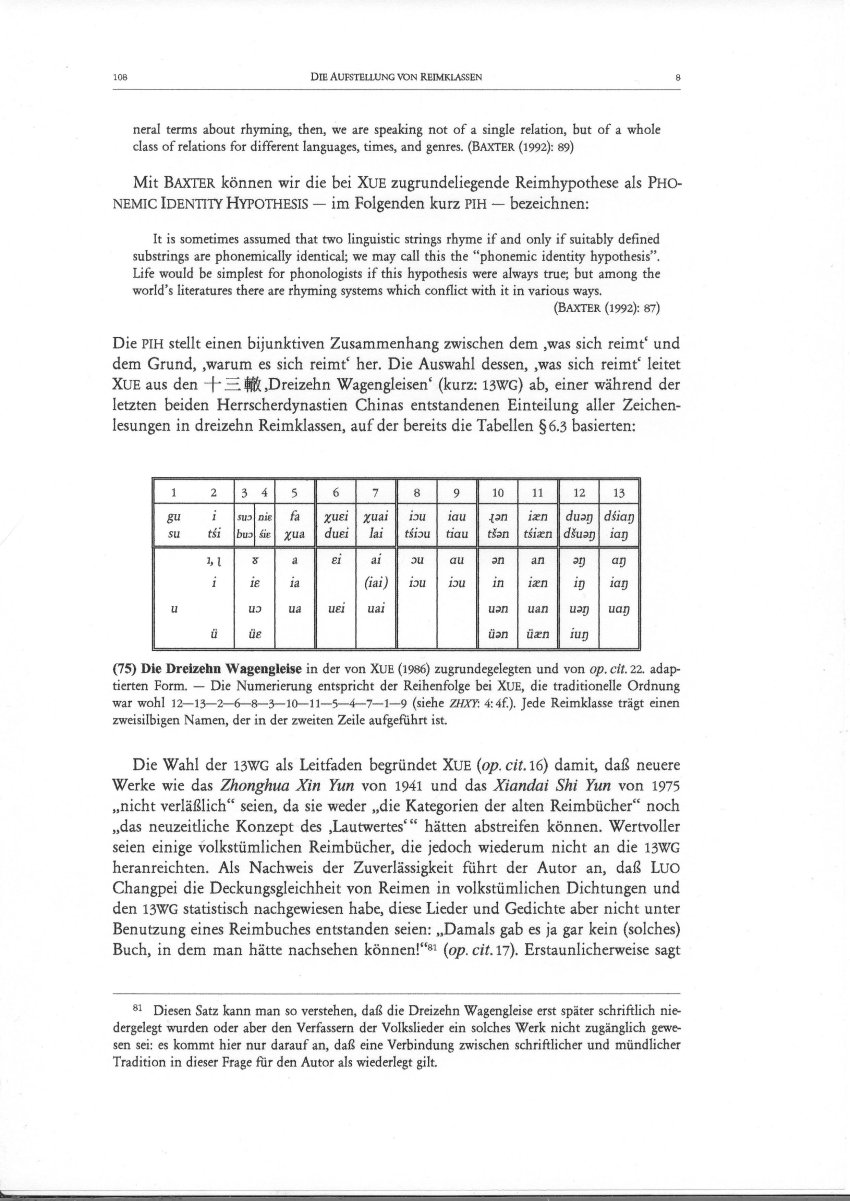 108 DIE AUFSTELLUNG VON REIMKLASSEN 8
neral terms about rhyming, then, we are speaking not of a single relation, but of a whole
class of relations for different languages, times, and genres. (BAXTER (1992): 89)
Mit BAXTER können wir die bei XUE zugrundeliegende Reimhypothese als PHO-
NEMIC IDENTITY HYPOTHESIS — im Folgenden kurz PIH — bezeichnen:
It is sometimes assumed that two linguistic strings rhyme if and only if suitably defined
substrings are phonemically identical; we may call this the “phonemic identity hypothesis”.
Life would be simplest for phonologists if this hypothesis were always true; but among the
world’s literatures there are rhyming systems which conflict with it in various ways.
(BAXTER (1992): 87)
Die PIH stellt einen bijunktiven Zusammenhang zwischen dem ‚was sich reimt‘ und
dem Grund, ‚warum es sich reimt‘ her. Die Auswahl dessen, ‚was sich reimt‘ leitet
XUE aus den 十三轍 ‚Dreizehn Wagengleisen‘ (kurz: 13WG) ab, einer während der
letzten beiden Herrscherdynastien Chinas entstandenen Einteilung aller Zeichen-
lesungen in dreizehn Reimklassen, auf der bereits die Tabellen §6.3 basierten:
1 2 3 4 5 6 7 8 9 10 11 12 13
gu i suɔ niɛ fa χuɛi χuai iɔu iau ɻən iæn duəŋ dśiaŋ
su tśi buɔ śiɛ χua duɛi lai tśiɔu tiau tšən tśiæn dšuəŋ iaŋ
ɿ, ʅ ɤ a ɛi ai ɔu au ən an əŋ aŋ
i iɛ ia (iai) iɔu iɔu in iæn iŋ iaŋ
u uɔ ua uɛi uai uən uan uəŋ uaŋ
ü üɛ üən üæn iuŋ
(75) Die Dreizehn Wagengleise in der von XUE (1986) zugrundegelegten und von op. cit. 22. adap-
tierten Form. — Die Numerierung entspricht der Reihenfolge bei XUE, die traditionelle Ordnung
war wohl 12—13—2—6—8—3—10—11—5—4—7—1—9 (siehe ZHXY: 4: 4f.). Jede Reimklasse trägt einen
zweisilbigen Namen, der in der zweiten Zeile aufgeführt ist.
Die Wahl der 13WG als Leitfaden begründet XUE (op. cit. 16) damit, daß neuere
Werke wie das Zhonghua Xin Yun von 1941 und das Xiandai Shi Yun von 1975
„nicht verläßlich“ seien, da sie weder „die Kategorien der alten Reimbücher“ noch
„das neuzeitliche Konzept des ‚Lautwertes‘“ hätten abstreifen können. Wertvoller
seien einige volkstümlichen Reimbücher, die jedoch wiederum nicht an die 13WG
heranreichten. Als Nachweis der Zuverlässigkeit führt der Autor an, daß LUO
Changpei die Deckungsgleichheit von Reimen in volkstümlichen Dichtungen und
den 13WG statistisch nachgewiesen habe, diese Lieder und Gedichte aber nicht unter
Benutzung eines Reimbuches entstanden seien: „Damals gab es ja gar kein (solches)
Buch, in dem man hätte nachsehen können!“81 (op. cit. 17). Erstaunlicherweise sagt
81 Diesen Satz kann man so verstehen, daß die Dreizehn Wagengleise erst später schriftlich nie-
dergelegt wurden oder aber den Verfassern der Volkslieder ein solches Werk nicht zugänglich gewe-
sen sei: es kommt hier nur darauf an, daß eine Verbindung zwischen schriftlicher und mündlicher
Tradition in dieser Frage für den Autor als wiederlegt gilt.